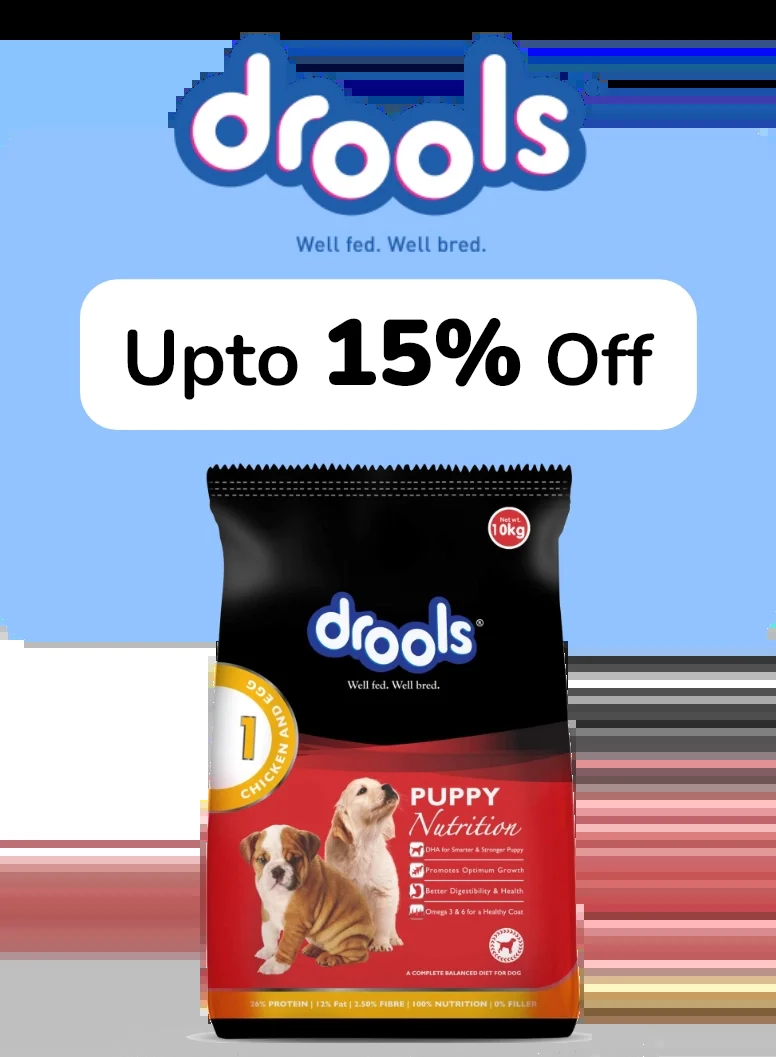 drools
Well fed. Well bred.
Upto 15% Off
Net wt.
10kg
drools®
Well fed. Well bred.
1
CHICKEN AND EGG
PUPPY
Nutrition
DHA for Smarter & Stronger Puppy
Promotes Optimum Growth
Better Digestibility & Health
Omega 3 & 6 for a Healthy Coat
A COMPLETE BALANCED DIET FOR DOG
26% PROTEIN | 12% Fat | 2.50% FIBRE | 100% NUTRITION | 0% FILLER